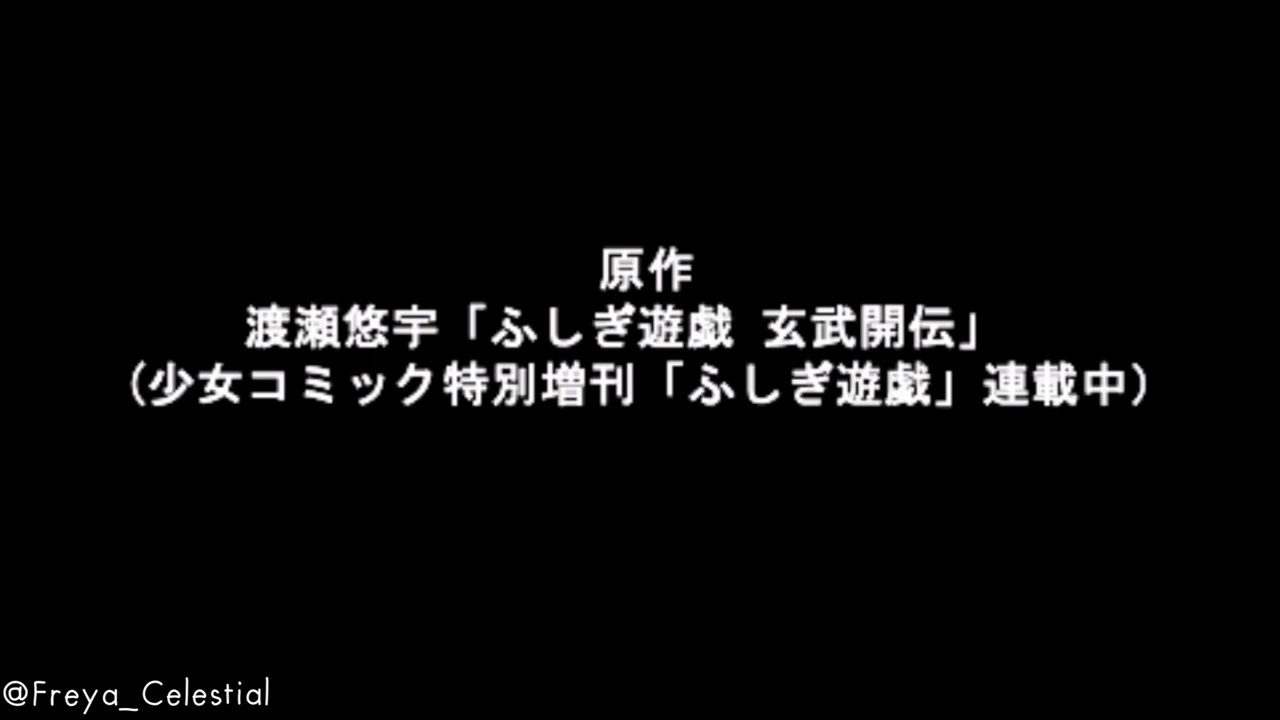 原作
渡瀬悠宇「ふしぎ遊戯 玄武開伝」
（少女コミック特別増刊「ふしぎ遊戯」連載中）
@Freya_Celestial